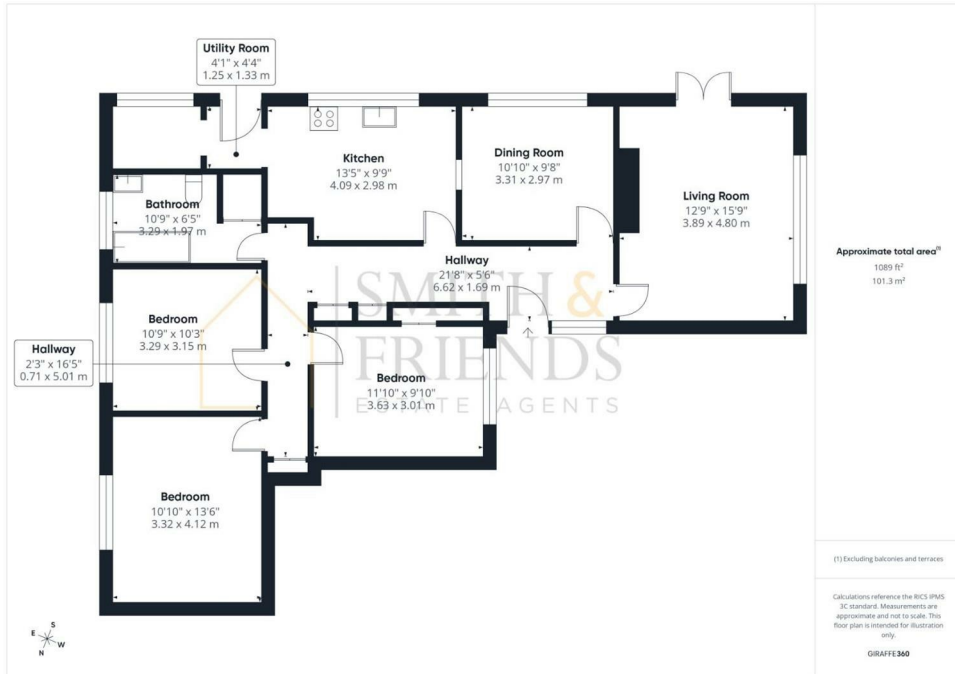 Utility Room
4'1" x 4'4"
1.25 x 1.33 m
Kitchen
13'5" x 9'9"
4.09 x 2.98 m
Dining Room
10'10" x 9'8"
3.31 x 2.97 m
Living Room
12'9" x 15'9"
3.89 x 4.80 m
Bathroom
10'9" x 6'5"
3.29 x 1.97 m
Hallway
21'8" x 5'6"
6.62 x 1.69 m
Bedroom
10'9" x 10'3"
3.29 x 3.15 m
Hallway
2'3" x 16'5"
0.71 x 5.01 m
Bedroom
11'10" x 9'10"
3.63 x 3.01 m
Bedroom
10'10" x 13'6"
3.32 x 4.12 m
SMITH &
FRIENDS
ESTATE AGENTS
S
E
W
N
Approximate total area(1)
1089 ft²
101.3 m²
(1) Excluding balconies and terraces
Calculations reference the RICS IPMS
3C standard. Measurements are
approximate and not to scale. This
floor plan is intended for illustration
only.
GIRAFFE360